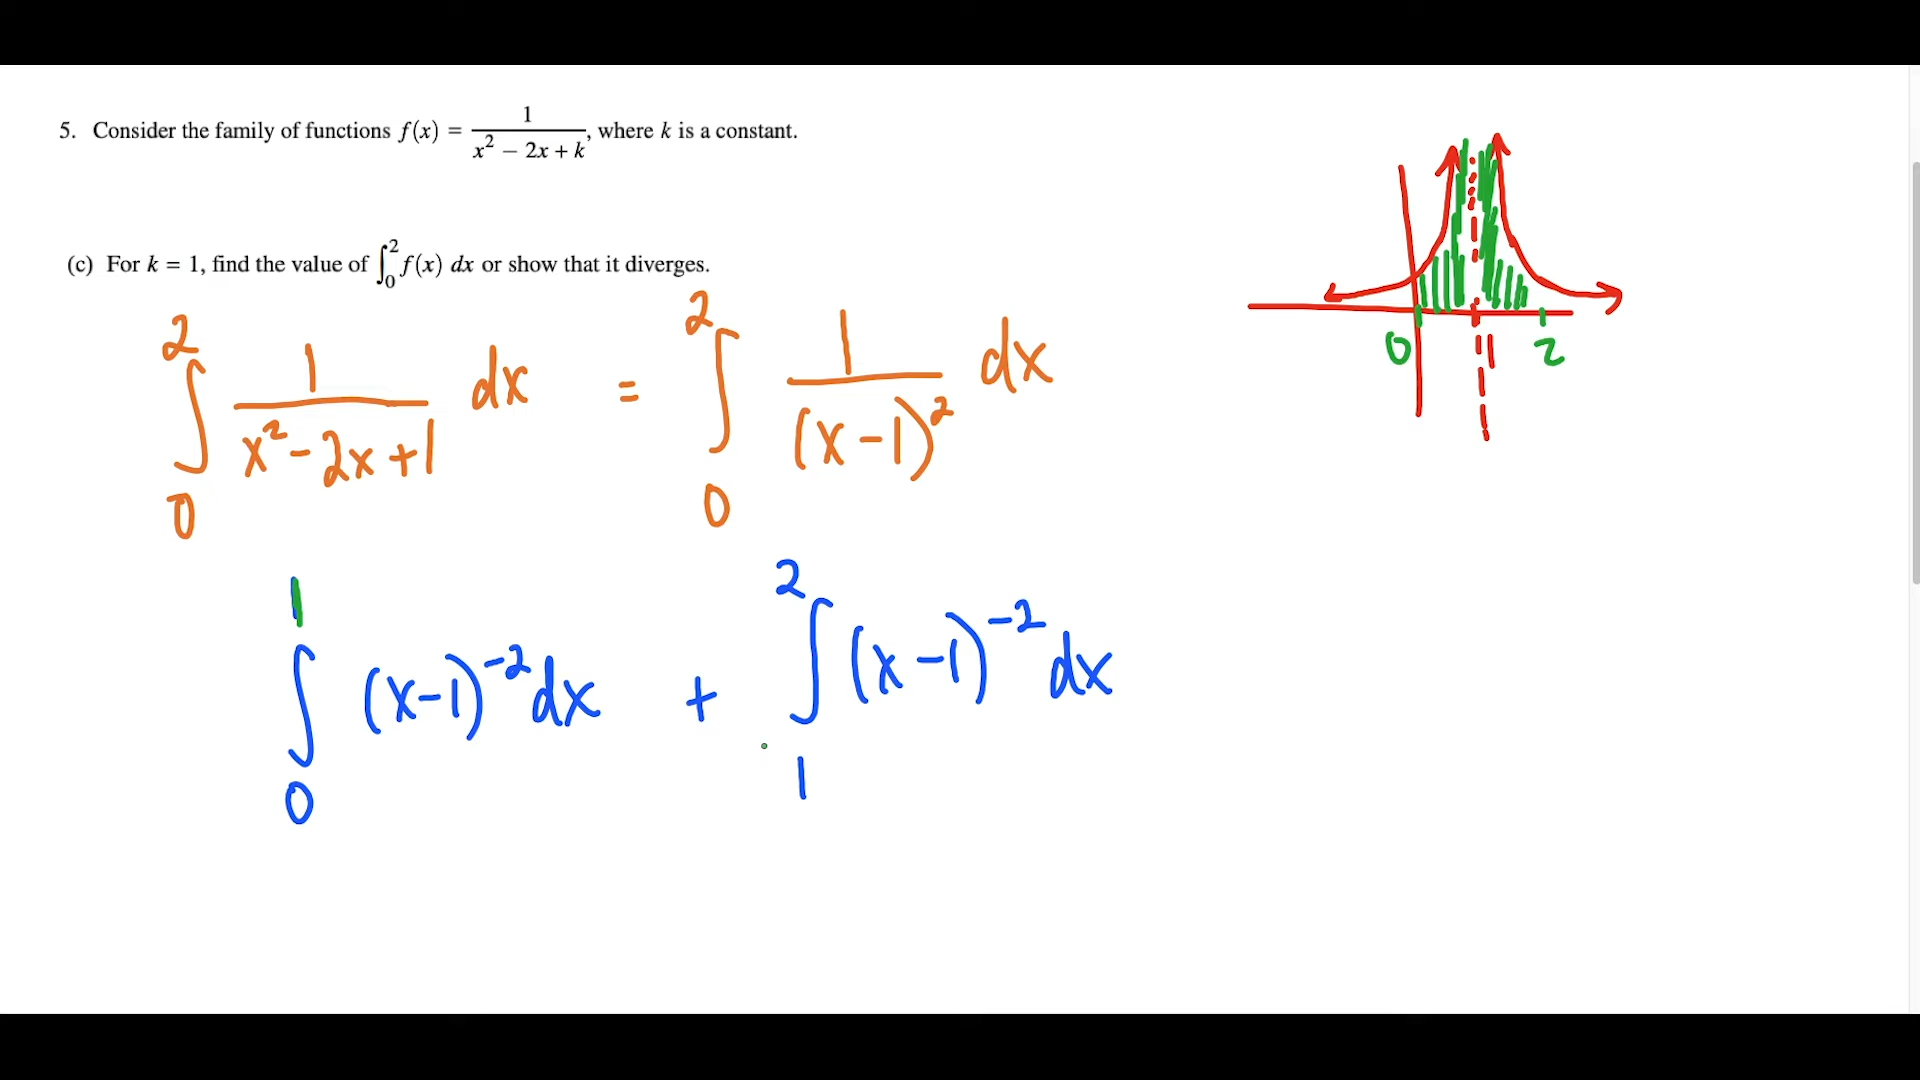 5. Consider the family of functions f(x) = 1/(x² − 2x + k), where k is a constant.
(c) For k = 1, find the value of ∫₀² f(x) dx or show that it diverges.
∫₀² 1/(x² − 2x + 1) dx = ∫₀² 1/(x − 1)² dx
∫₀¹ (x − 1)⁻² dx + ∫₁² (x − 1)⁻² dx
0 1 2